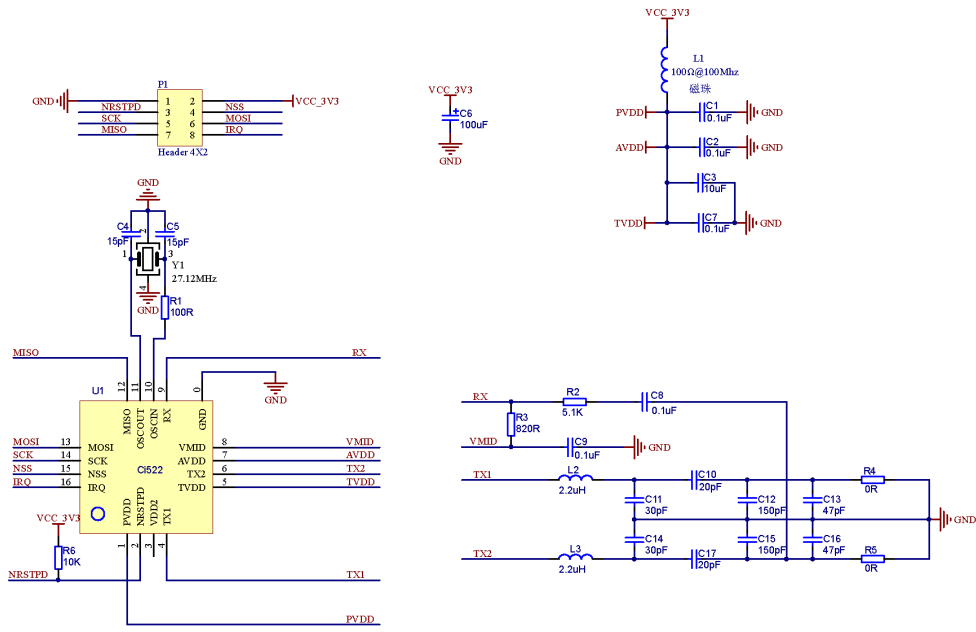 P1
GND
1
2
VCC_3V3
NRSTPD
3
4
NSS
SCK
5
6
MOSI
MISO
7
8
IRQ
Header 4X2
VCC_3V3
C6
100uF
GND
VCC_3V3
L1
100Ω@100Mhz
磁珠
PVDD
C1
0.1uF
GND
AVDD
C2
0.1uF
GND
C3
10uF
TVDD
C7
0.1uF
GND
GND
C4
15pF
2
C5
15pF
1
3
Y1
27.12MHz
4
GND
R1
100R
MISO
RX
GND
U1
12
11
10
9
0
MISO
OSCOUT
OSCIN
RX
GND
MOSI
13
MOSI
VMID
8
VMID
SCK
14
SCK
AVDD
7
AVDD
NSS
15
NSS
TX2
6
TX2
IRQ
16
IRQ
TVDD
5
TVDD
Ci522
PVDD
NRSTPD
VDD2
TX1
1
2
3
4
VCC_3V3
R6
10K
NRSTPD
TX1
PVDD
RX
R2
5.1K
C8
0.1uF
R3
820R
VMID
C9
0.1uF
GND
TX1
L2
2.2uH
C10
20pF
R4
0R
C11
30pF
C12
150pF
C13
47pF
GND
C14
30pF
C15
150pF
C16
47pF
TX2
L3
2.2uH
C17
20pF
R5
0R